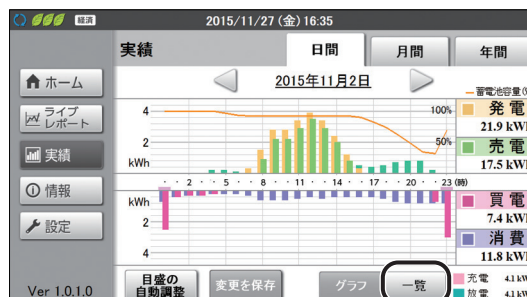 経済 2015/11/27 (金) 16:35
実績 日間 月間 年間
ホーム
ライブ
レポート
実績
情報
設定
Ver 1.0.1.0
2015年11月2日
蓄電池容量(%
4 100%
2 50%
kWh
2 5 8 11 14 17 20 23 (時)
kWh
2
4
発電
21.9 kWh
売電
17.5 kWh
買電
7.4 kWh
消費
11.8 kWh
目盛の
自動調整
変更を保存
グラフ
一覧
充電 4.1 kW
放電 4.1 kW